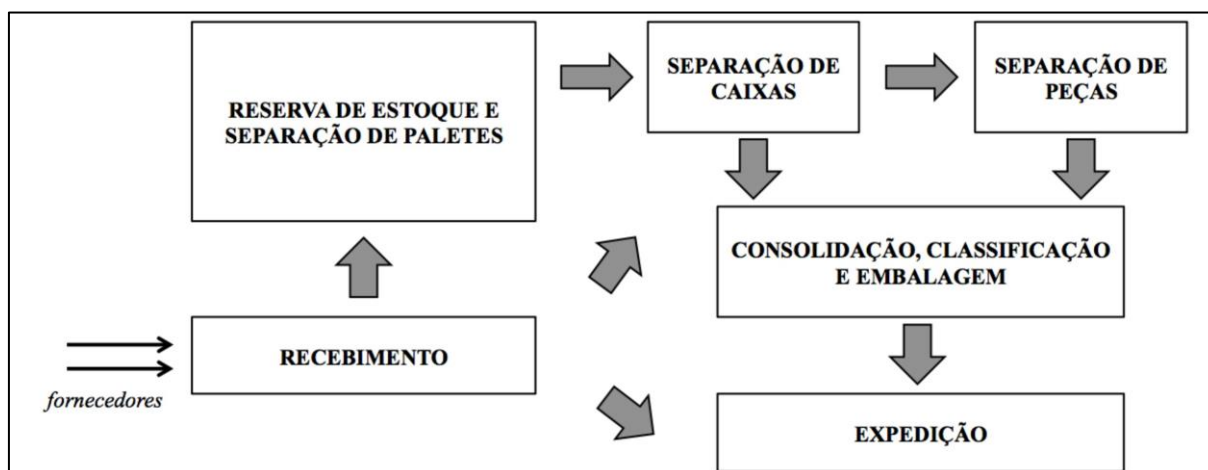 RESERVA DE ESTOQUE E
SEPARAÇÃO DE PALETES
SEPARAÇÃO DE
CAIXAS
SEPARAÇÃO DE
PEÇAS
CONSOLIDAÇÃO, CLASSIFICAÇÃO
E EMBALAGEM
RECEBIMENTO
fornecedores
EXPEDIÇÃO